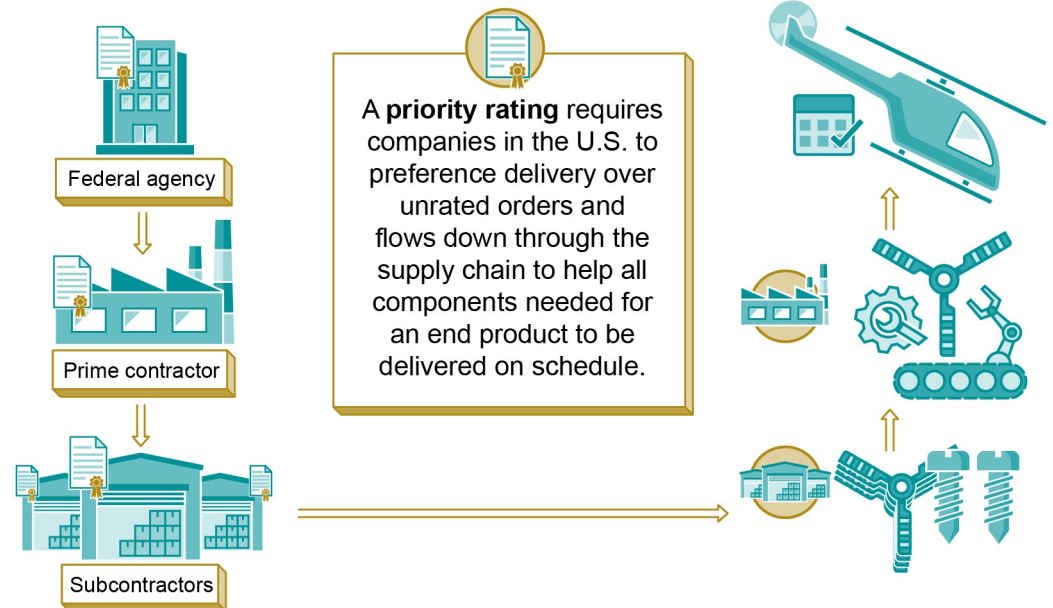 Federal agency
Prime contractor
Subcontractors
A priority rating requires
companies in the U.S. to
preference delivery over
unrated orders and
flows down through the
supply chain to help all
components needed for
an end product to be
delivered on schedule.